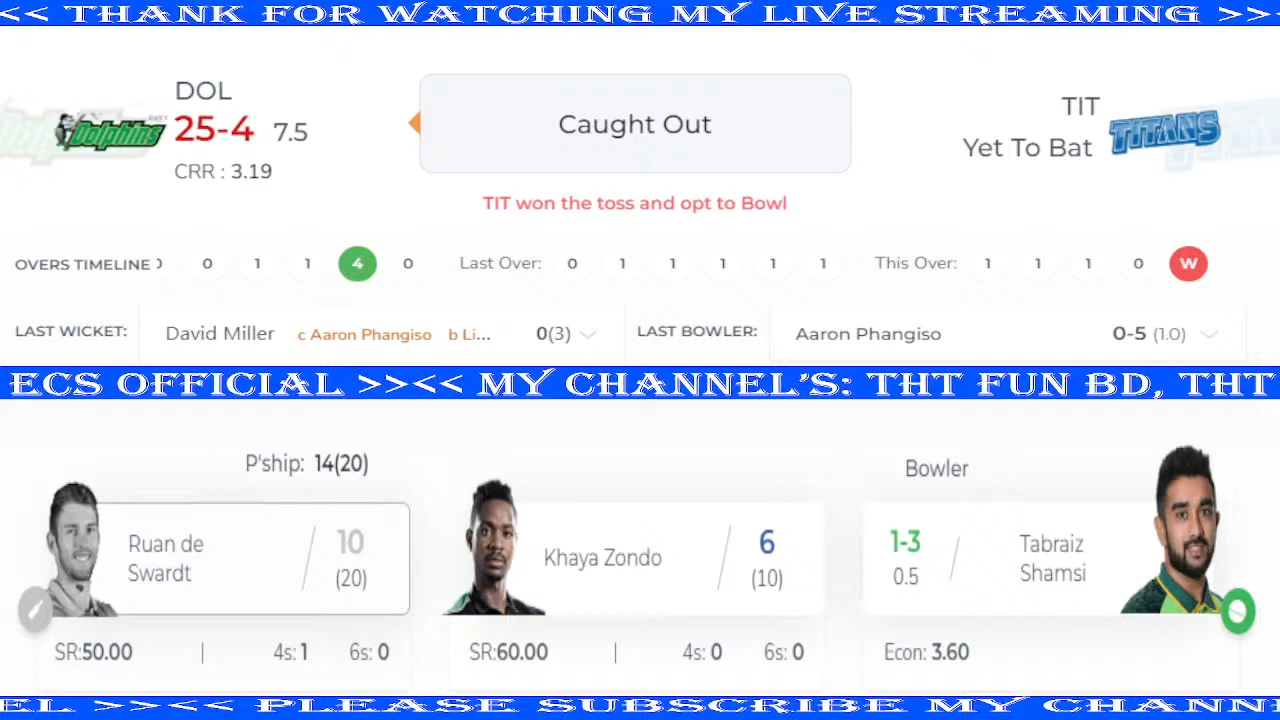 << THANK FOR WATCHING MY LIVE STREAMING >>
DOL
25-4 7.5
CRR : 3.19
Dolphins
Caught Out
TIT
Yet To Bat
TITANS
TIT won the toss and opt to Bowl
OVERS TIMELINE 0 1 1 4 0 Last Over: 0 1 1 1 1 1 This Over: 1 1 1 0 W
LAST WICKET: David Miller c Aaron Phangiso b Li... 0(3) LAST BOWLER: Aaron Phangiso 0-5 (1.0)
ECS OFFICIAL >><< MY CHANNEL'S: THT FUN BD, THT
P'ship: 14(20)
Bowler
Ruan de Swardt 10 (20)
Khaya Zondo 6 (10)
1-3 0.5 Tabraiz Shamsi
SR:50.00 | 4s: 1 6s: 0
SR:60.00 | 4s: 0 6s: 0
Econ: 3.60
EL >><< PLEASE SUBSCRIBE MY CHANN